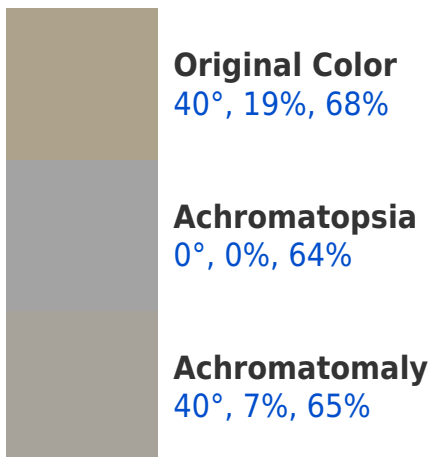 Original Color
40°, 19%, 68%
Achromatopsia
0°, 0%, 64%
Achromatomaly
40°, 7%, 65%